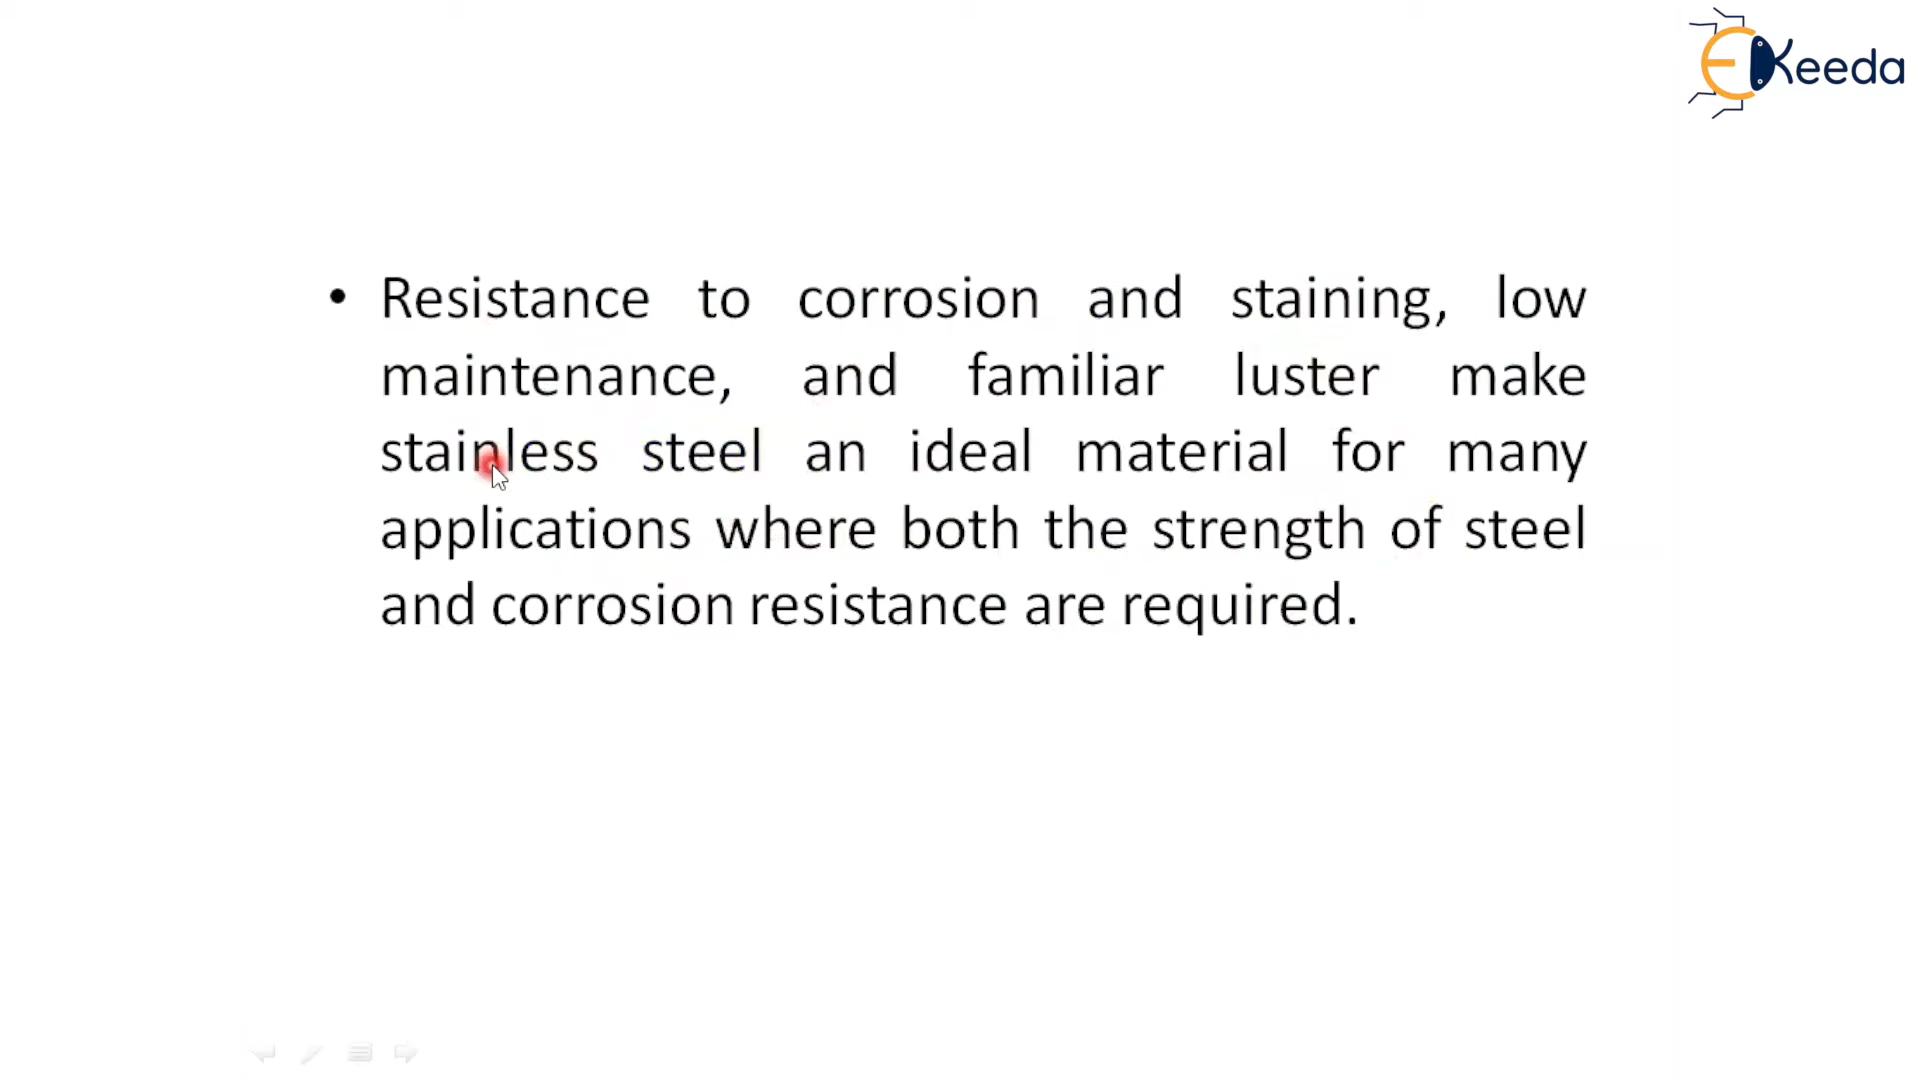 EKeeda
• Resistance to corrosion and staining, low
maintenance, and familiar luster make
stainless steel an ideal material for many
applications where both the strength of steel
and corrosion resistance are required.